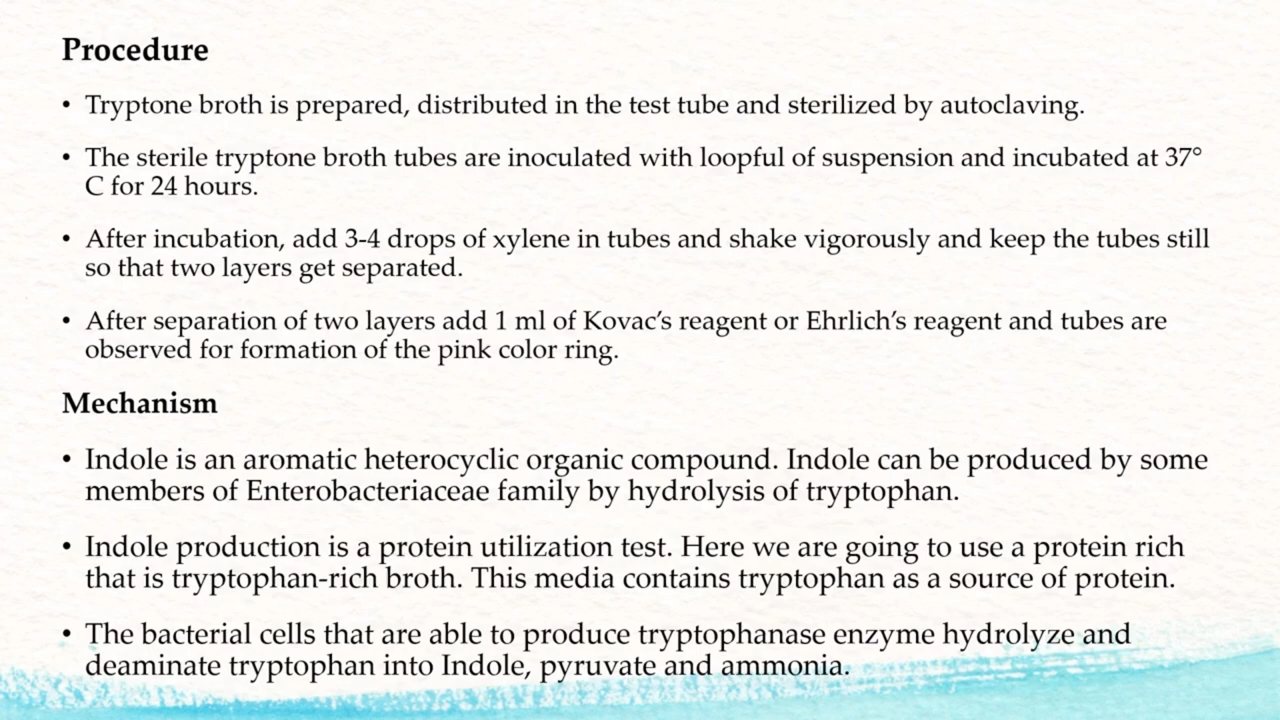 Procedure
• Tryptone broth is prepared, distributed in the test tube and sterilized by autoclaving.
• The sterile tryptone broth tubes are inoculated with loopful of suspension and incubated at 37°
C for 24 hours.
• After incubation, add 3-4 drops of xylene in tubes and shake vigorously and keep the tubes still
so that two layers get separated.
• After separation of two layers add 1 ml of Kovac’s reagent or Ehrlich’s reagent and tubes are
observed for formation of the pink color ring.
Mechanism
• Indole is an aromatic heterocyclic organic compound. Indole can be produced by some
members of Enterobacteriaceae family by hydrolysis of tryptophan.
• Indole production is a protein utilization test. Here we are going to use a protein rich
that is tryptophan-rich broth. This media contains tryptophan as a source of protein.
• The bacterial cells that are able to produce tryptophanase enzyme hydrolyze and
deaminate tryptophan into Indole, pyruvate and ammonia.